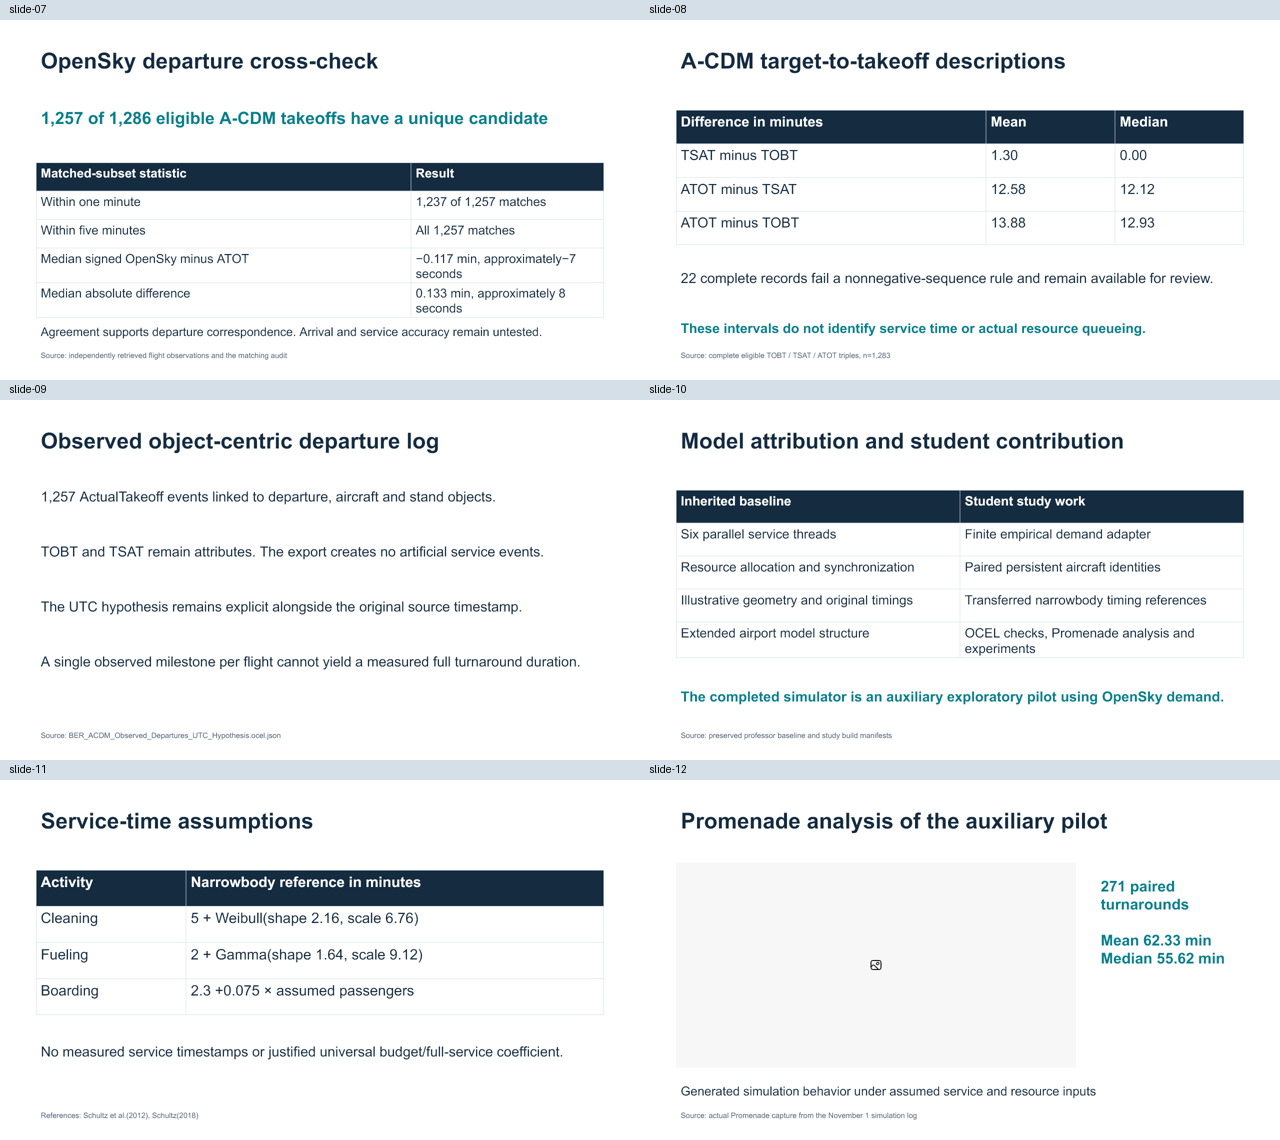 slide-07
OpenSky departure cross-check
1,257 of 1,286 eligible A-CDM takeoffs have a unique candidate
Matched-subset statistic Result
Within one minute 1,237 of 1,257 matches
Within five minutes All 1,257 matches
Median signed OpenSky minus ATOT −0.117 min, approximately−7
seconds
Median absolute difference 0.133 min, approximately 8
seconds
Agreement supports departure correspondence. Arrival and service accuracy remain untested.
Source: independently retrieved flight observations and the matching audit
slide-08
A-CDM target-to-takeoff descriptions
Difference in minutes Mean Median
TSAT minus TOBT 1.30 0.00
ATOT minus TSAT 12.58 12.12
ATOT minus TOBT 13.88 12.93
22 complete records fail a nonnegative-sequence rule and remain available for review.
These intervals do not identify service time or actual resource queueing.
Source: complete eligible TOBT / TSAT / ATOT triples, n=1,283
slide-09
Observed object-centric departure log
1,257 ActualTakeoff events linked to departure, aircraft and stand objects.
TOBT and TSAT remain attributes. The export creates no artificial service events.
The UTC hypothesis remains explicit alongside the original source timestamp.
A single observed milestone per flight cannot yield a measured full turnaround duration.
Source: BER_ACDM_Observed_Departures_UTC_Hypothesis.ocel.json
slide-10
Model attribution and student contribution
Inherited baseline Student study work
Six parallel service threads Finite empirical demand adapter
Resource allocation and synchronization Paired persistent aircraft identities
Illustrative geometry and original timings Transferred narrowbody timing references
Extended airport model structure OCEL checks, Promenade analysis and
experiments
The completed simulator is an auxiliary exploratory pilot using OpenSky demand.
Source: preserved professor baseline and study build manifests
slide-11
Service-time assumptions
Activity Narrowbody reference in minutes
Cleaning 5 + Weibull(shape 2.16, scale 6.76)
Fueling 2 + Gamma(shape 1.64, scale 9.12)
Boarding 2.3 +0.075 × assumed passengers
No measured service timestamps or justified universal budget/full-service coefficient.
References: Schultz et al.(2012), Schultz(2018)
slide-12
Promenade analysis of the auxiliary pilot
271 paired
turnarounds
Mean 62.33 min
Median 55.62 min
Generated simulation behavior under assumed service and resource inputs
Source: actual Promenade capture from the November 1 simulation log